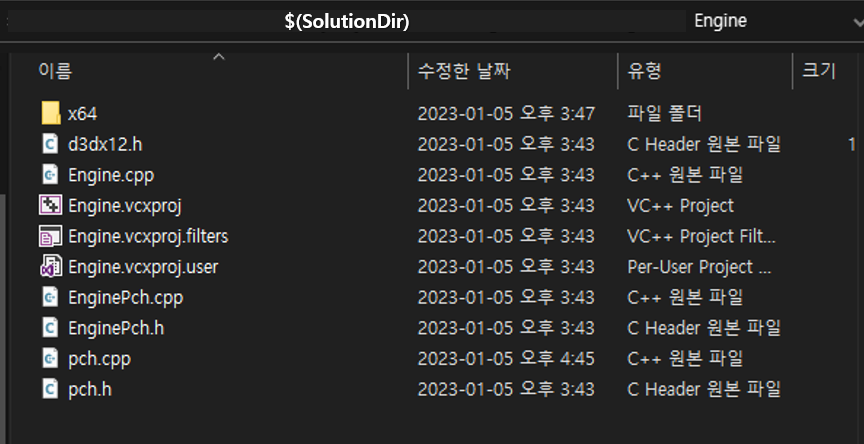 $(SolutionDir) Engine
이름 수정한 날짜 유형 크기
x64 2023-01-05 오후 3:47 파일 폴더
d3dx12.h 2023-01-05 오후 3:43 C Header 원본 파일 1
Engine.cpp 2023-01-05 오후 3:43 C++ 원본 파일
Engine.vcxproj 2023-01-05 오후 3:43 VC++ Project
Engine.vcxproj.filters 2023-01-05 오후 3:43 VC++ Project Filt...
Engine.vcxproj.user 2023-01-05 오후 3:43 Per-User Project ...
EnginePch.cpp 2023-01-05 오후 3:43 C++ 원본 파일
EnginePch.h 2023-01-05 오후 3:43 C Header 원본 파일
pch.cpp 2023-01-05 오후 4:45 C++ 원본 파일
pch.h 2023-01-05 오후 3:43 C Header 원본 파일